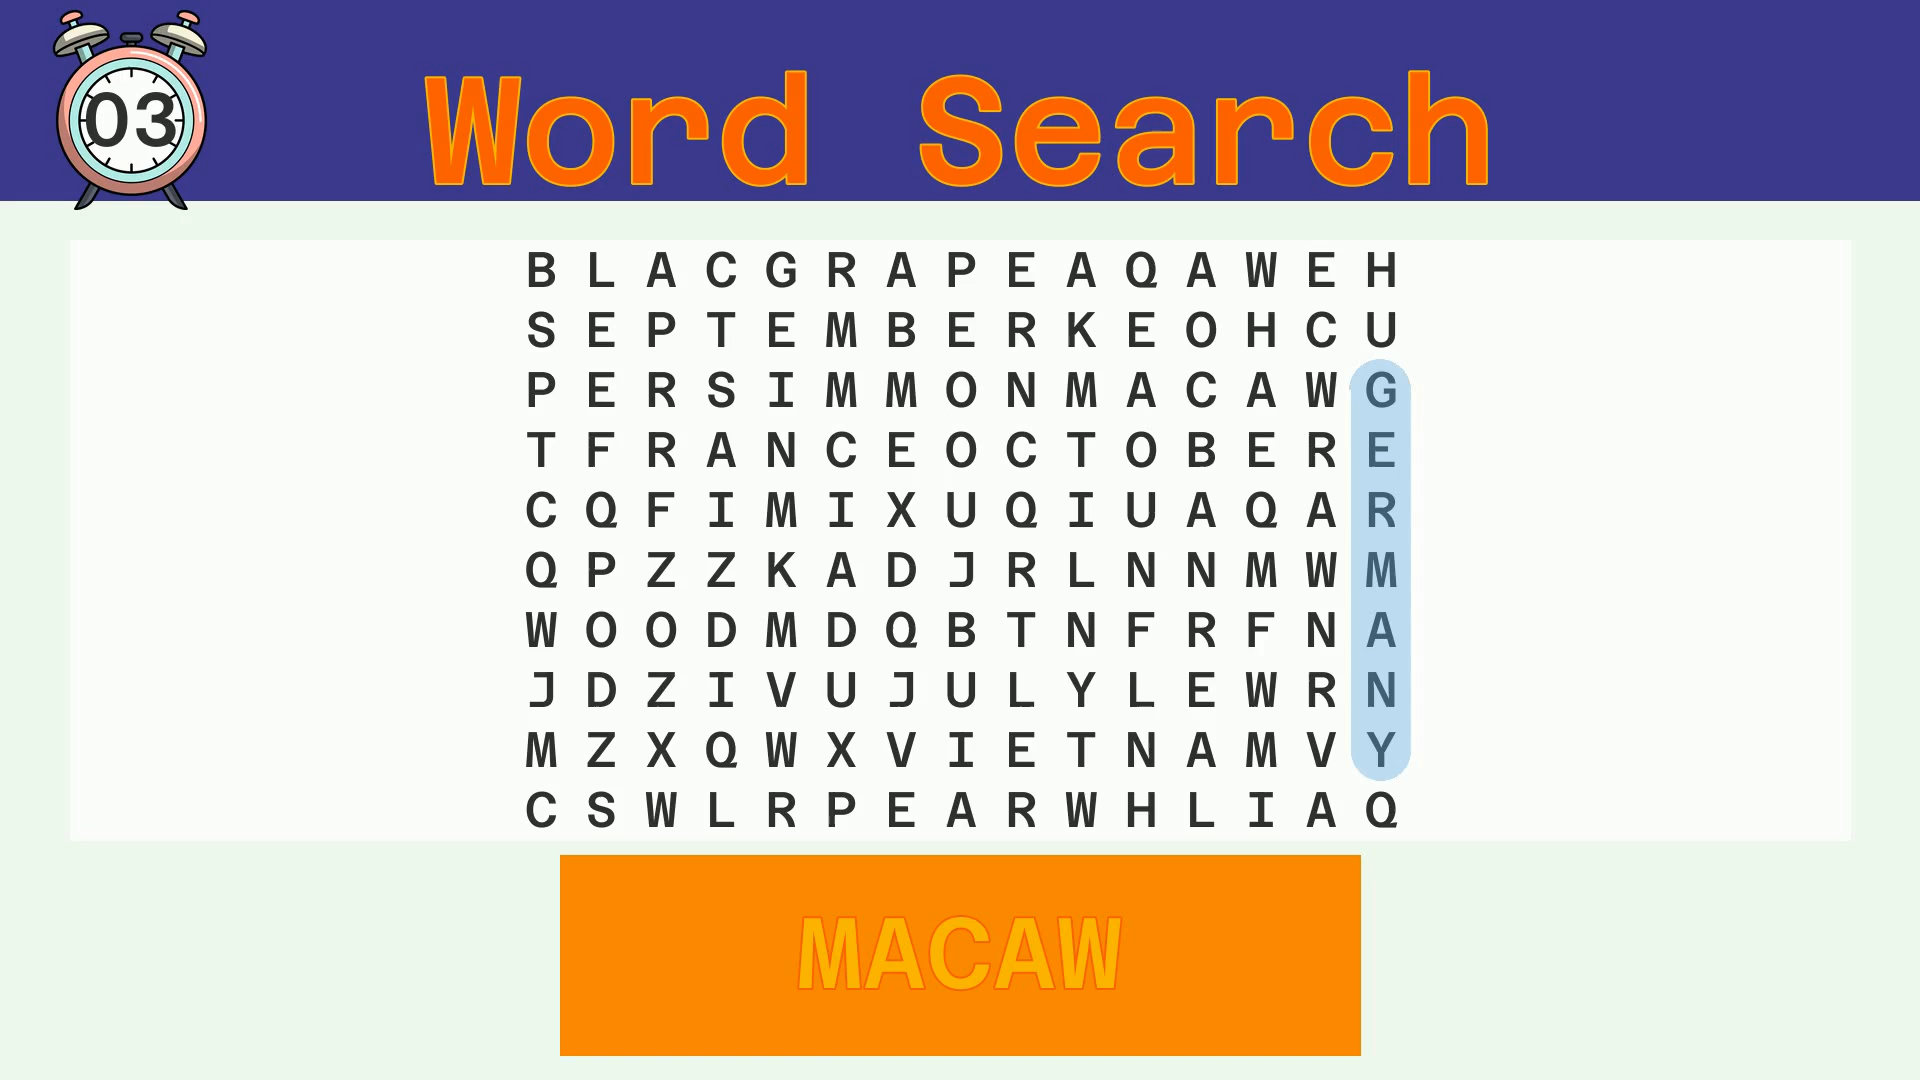 03
Word Search
B L A C G R A P E A Q A W E H
S E P T E M B E R K E O H C U
P E R S I M M O N M A C A W G
T F R A N C E O C T O B E R E
C Q F I M I X U Q I U A Q A R
Q P Z Z K A D J R L N N M W M
W O O D M D Q B T N F R F N A
J D Z I V U J U L Y L E W R N
M Z X Q W X V I E T N A M V Y
C S W L R P E A R W H L I A Q
MACAW